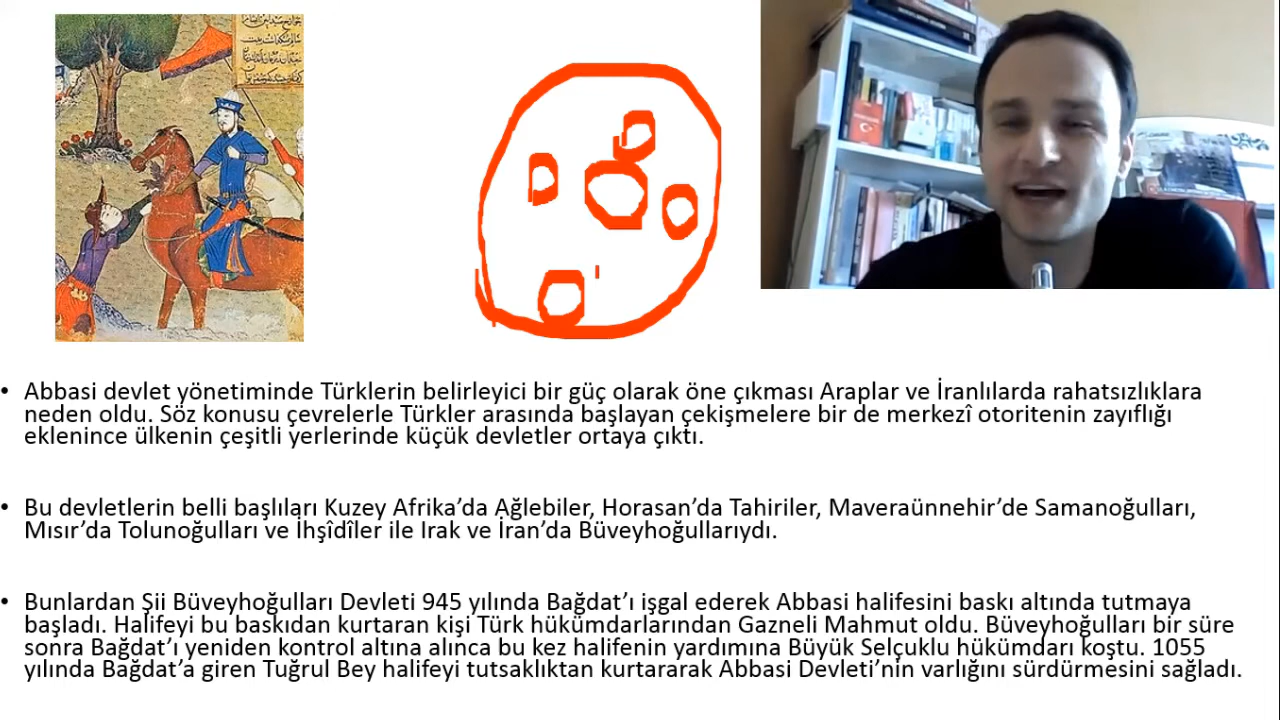 • Abbasi devlet yönetiminde Türklerin belirleyici bir güç olarak öne çıkması Araplar ve İranlılarda rahatsızlıklara
neden oldu. Söz konusu çevrelerle Türkler arasında başlayan çekişmelere bir de merkezî otoritenin zayıflığı
eklenince ülkenin çeşitli yerlerinde küçük devletler ortaya çıktı.
• Bu devletlerin belli başlıları Kuzey Afrika’da Ağlebiler, Horasan’da Tahiriler, Maveraünnehir’de Samanoğulları,
Mısır’da Tolunoğulları ve İhşîdîler ile Irak ve İran’da Büveyhoğullarıydı.
• Bunlardan Şii Büveyhoğulları Devleti 945 yılında Bağdat’ı işgal ederek Abbasi halifesini baskı altında tutmaya
başladı. Halifeyi bu baskıdan kurtaran kişi Türk hükümdarlarından Gazneli Mahmut oldu. Büveyhoğulları bir süre
sonra Bağdat’ı yeniden kontrol altına alınca bu kez halifenin yardımına Büyük Selçuklu hükümdarı koştu. 1055
yılında Bağdat’a giren Tuğrul Bey halifeyi tutsaklıktan kurtararak Abbasi Devleti’nin varlığını sürdürmesini sağladı.